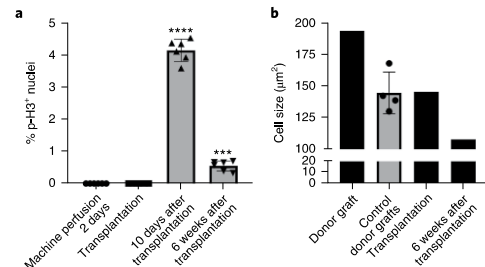 a
% p-H3⁺ nuclei
5
4
3
2
1
0
****
***
Machine perfusion
2 days
Transplantation
10 days after
transplantation
6 weeks after
transplantation
b
Cell size (μm²)
200
175
150
125
100
20
10
0
Donor graft
Control
donor grafts
Transplantation
6 weeks after
transplantation